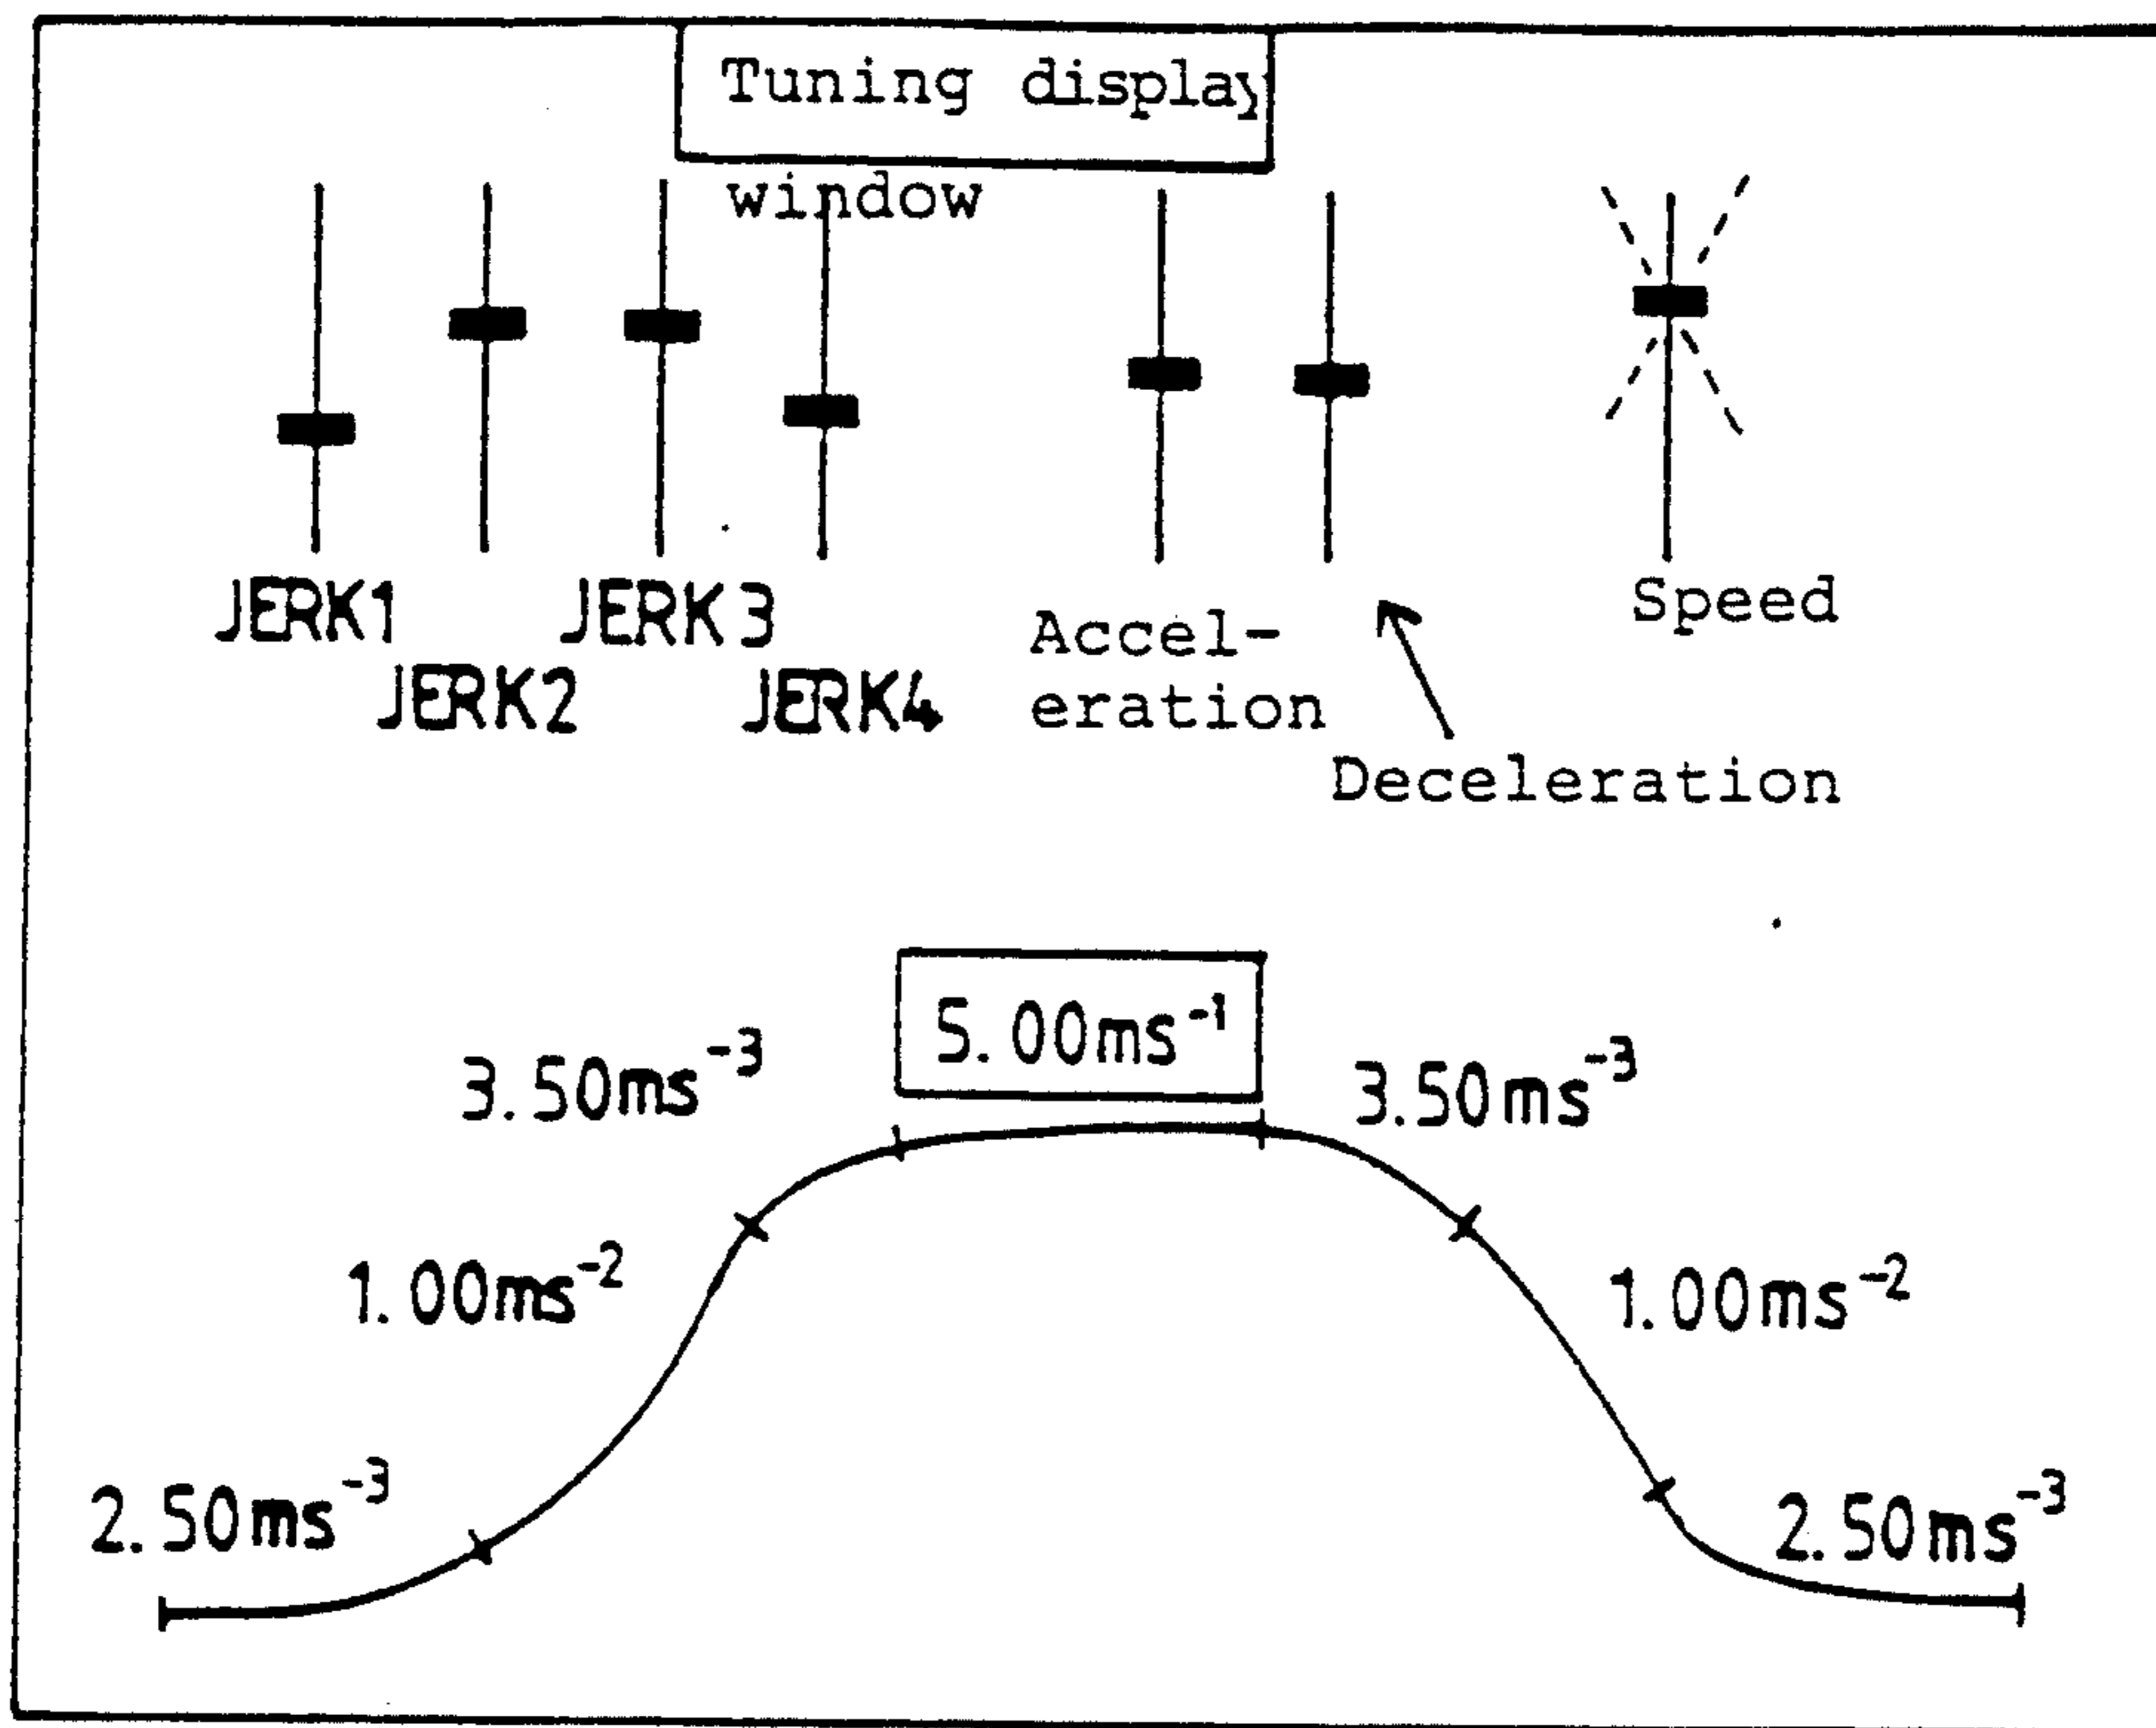 Tuning display
window
JERK1
JERK2
JERK3
JERK4
Accel-
eration
Deceleration
Speed
5.00ms⁻¹
3.50ms⁻³
3.50ms⁻³
1.00ms⁻²
1.00ms⁻²
2.50ms⁻³
2.50ms⁻³